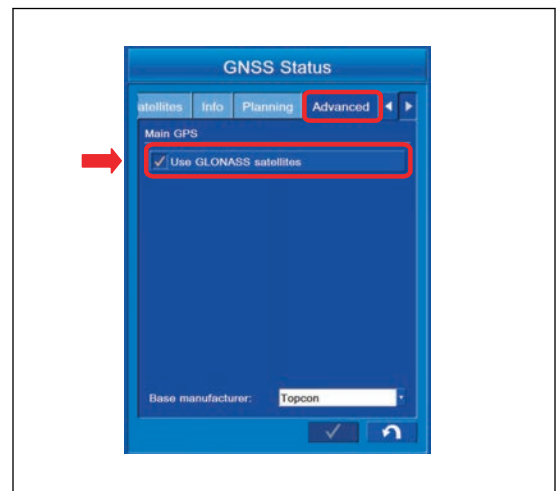 GNSS Status
atellites Info Planning Advanced
Main GPS
Use GLONASS satellites
Base manufacturer: Topcon